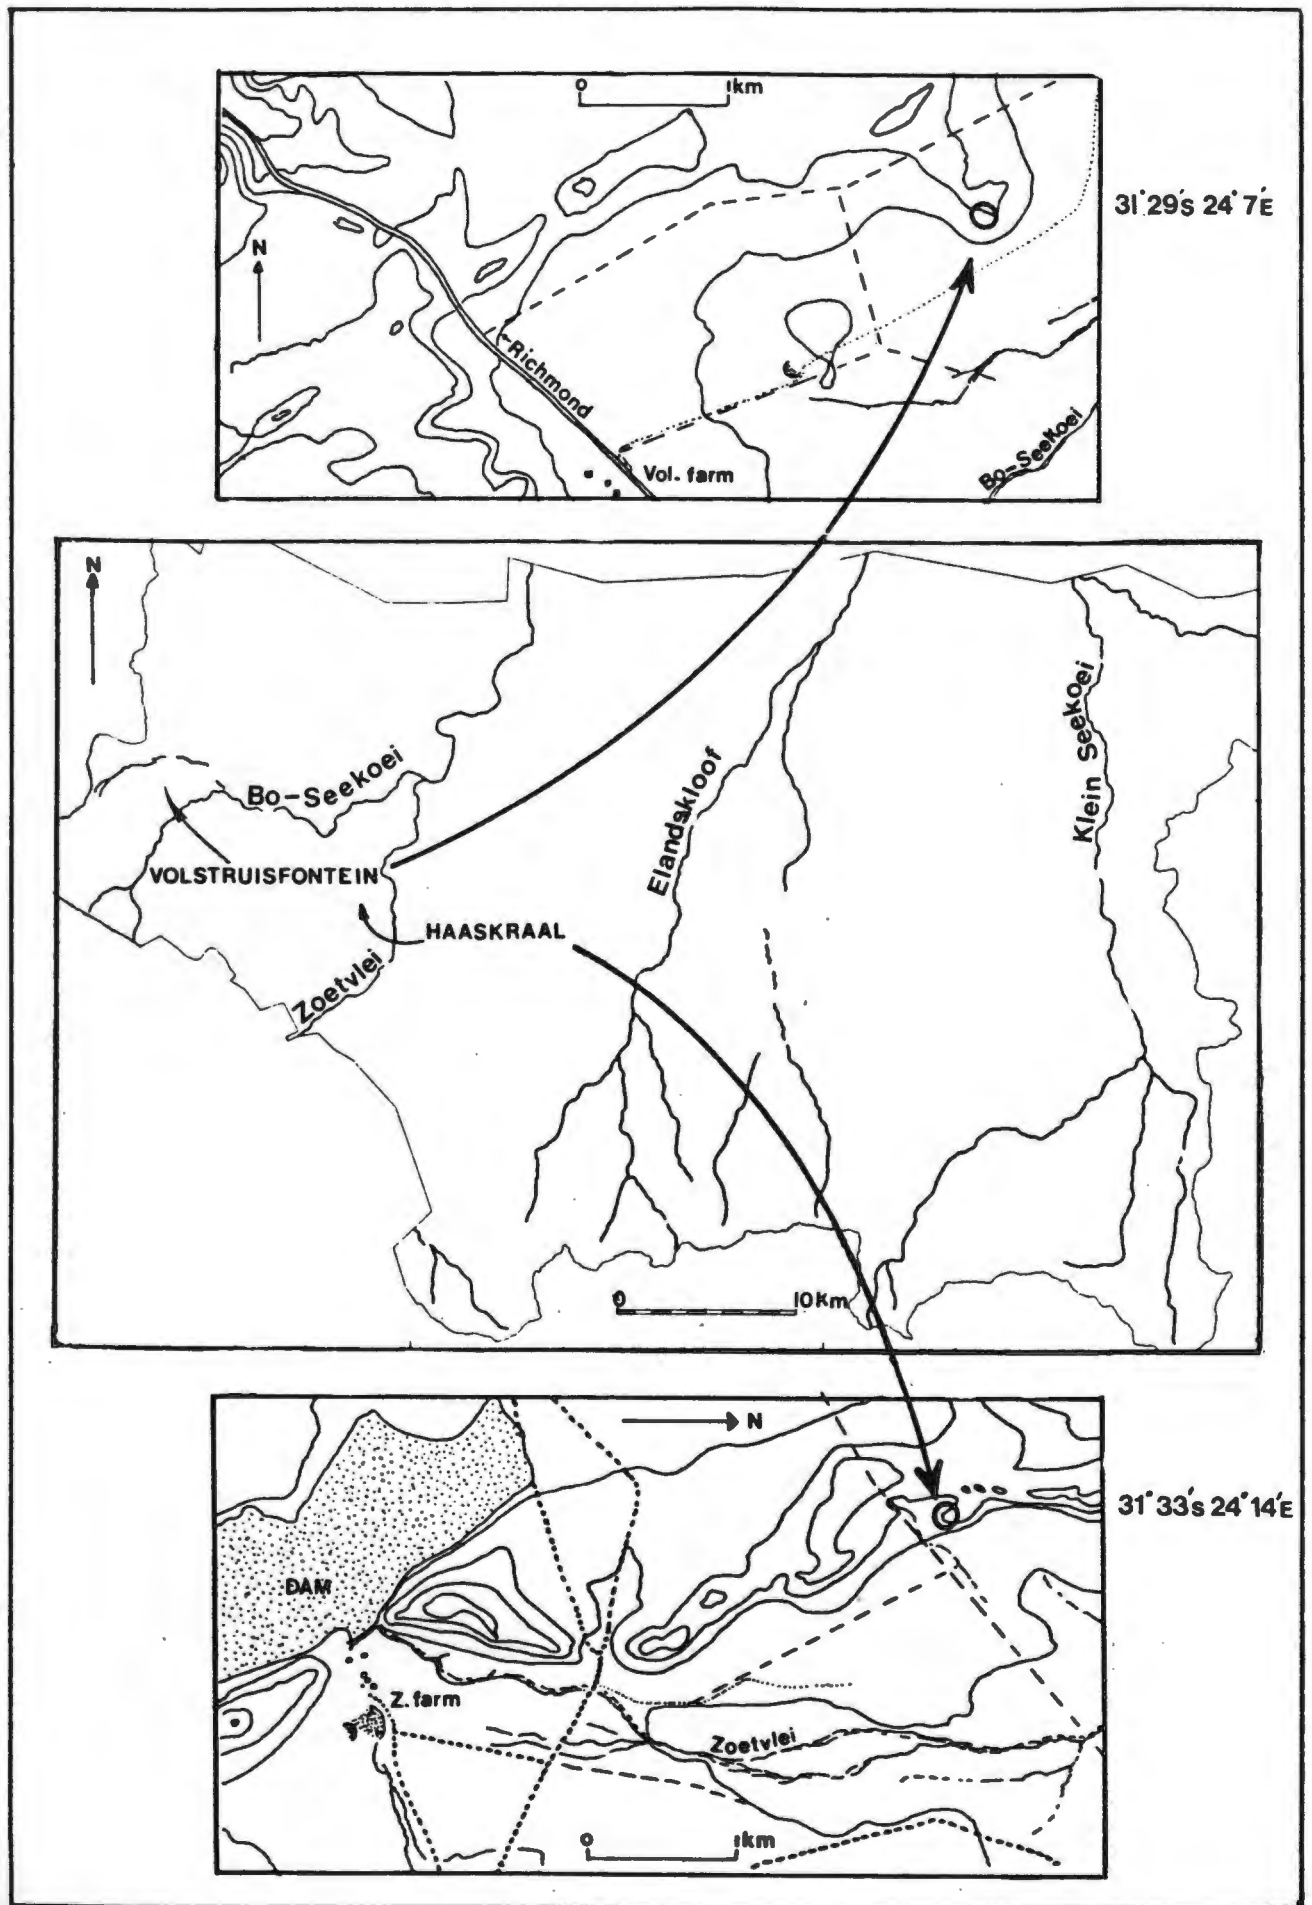 0 1km
31°29's 24°7'E
N
Richmond
Vol. farm
Bo-Seekoei
N
Bo-Seekoei
Elandskloof
Klein Seekoei
VOLSTRUISFONTEIN
HAASKRAAL
Zoetvlei
0 10Km
N
31°33's 24°14'E
DAM
Z. farm
Zoetvlei
0 1km